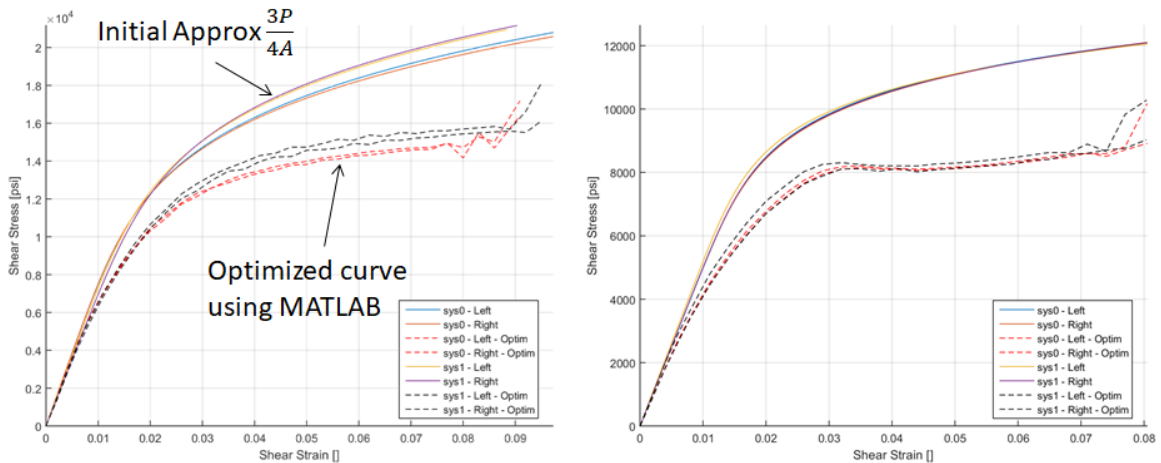 ×10⁴
Initial Approx 3P/4A
2
1.8
1.6
1.4
1.2
1
0.8
0.6
0.4
0.2
0
Shear Stress [psi]
Optimized curve
using MATLAB
sys0 - Left
sys0 - Right
sys0 - Left - Optim
sys0 - Right - Optim
sys1 - Left
sys1 - Right
sys1 - Left - Optim
sys1 - Right - Optim
0 0.01 0.02 0.03 0.04 0.05 0.06 0.07 0.08 0.09
Shear Strain []
12000
10000
8000
6000
4000
2000
0
Shear Stress [psi]
sys0 - Left
sys0 - Right
sys0 - Left - Optim
sys0 - Right - Optim
sys1 - Left
sys1 - Right
sys1 - Left - Optim
sys1 - Right - Optim
0 0.01 0.02 0.03 0.04 0.05 0.06 0.07 0.08
Shear Strain []